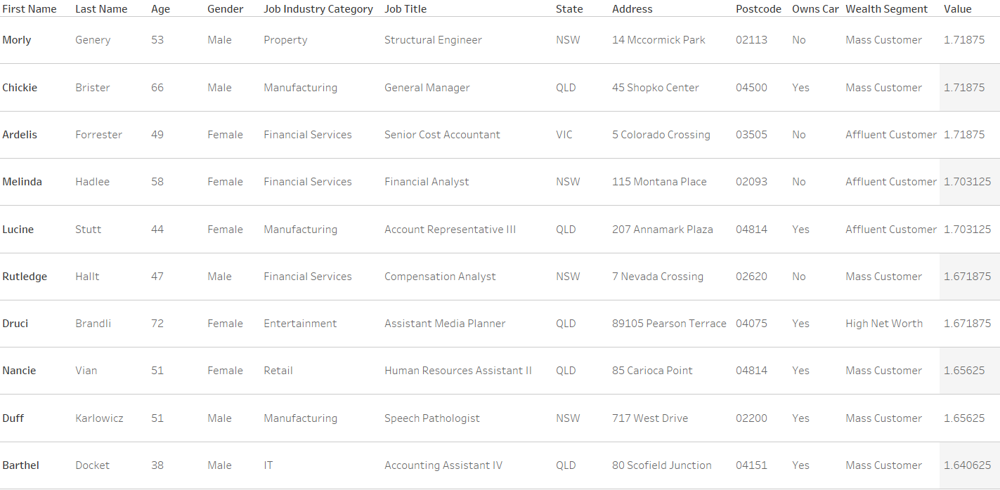 First Name Last Name Age Gender Job Industry Category Job Title State Address Postcode Owns Car Wealth Segment Value
Morly Genery 53 Male Property Structural Engineer NSW 14 Mccormick Park 02113 No Mass Customer 1.71875
Chickie Brister 66 Male Manufacturing General Manager QLD 45 Shopko Center 04500 Yes Mass Customer 1.71875
Ardelis Forrester 49 Female Financial Services Senior Cost Accountant VIC 5 Colorado Crossing 03505 No Affluent Customer 1.71875
Melinda Hadlee 58 Female Financial Services Financial Analyst NSW 115 Montana Place 02093 No Affluent Customer 1.703125
Lucine Stutt 44 Female Manufacturing Account Representative III QLD 207 Annamark Plaza 04814 Yes Affluent Customer 1.703125
Rutledge Hallt 47 Male Financial Services Compensation Analyst NSW 7 Nevada Crossing 02620 No Mass Customer 1.671875
Druci Brandli 72 Female Entertainment Assistant Media Planner QLD 89105 Pearson Terrace 04075 Yes High Net Worth 1.671875
Nancie Vian 51 Female Retail Human Resources Assistant II QLD 85 Carioca Point 04814 Yes Mass Customer 1.65625
Duff Karlowicz 51 Male Manufacturing Speech Pathologist NSW 717 West Drive 02200 Yes Mass Customer 1.65625
Barthel Docket 38 Male IT Accounting Assistant IV QLD 80 Scofield Junction 04151 Yes Mass Customer 1.640625